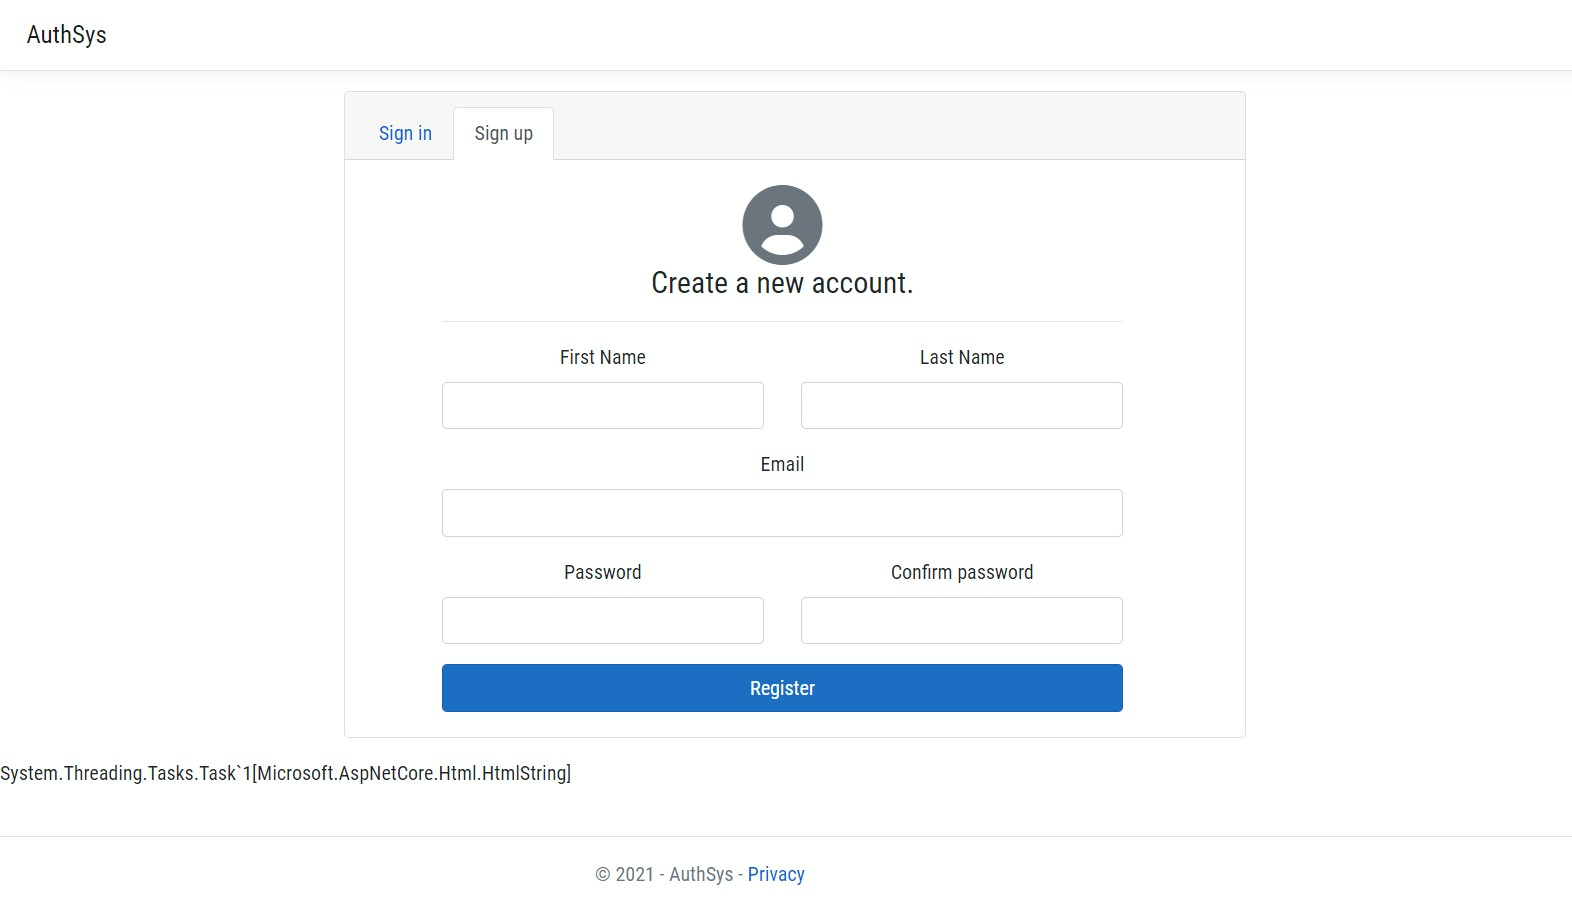 AuthSys
Sign in Sign up
Create a new account.
First Name Last Name
Email
Password Confirm password
Register
System.Threading.Tasks.Task`1[Microsoft.AspNetCore.Html.HtmlString]
© 2021 - AuthSys - Privacy